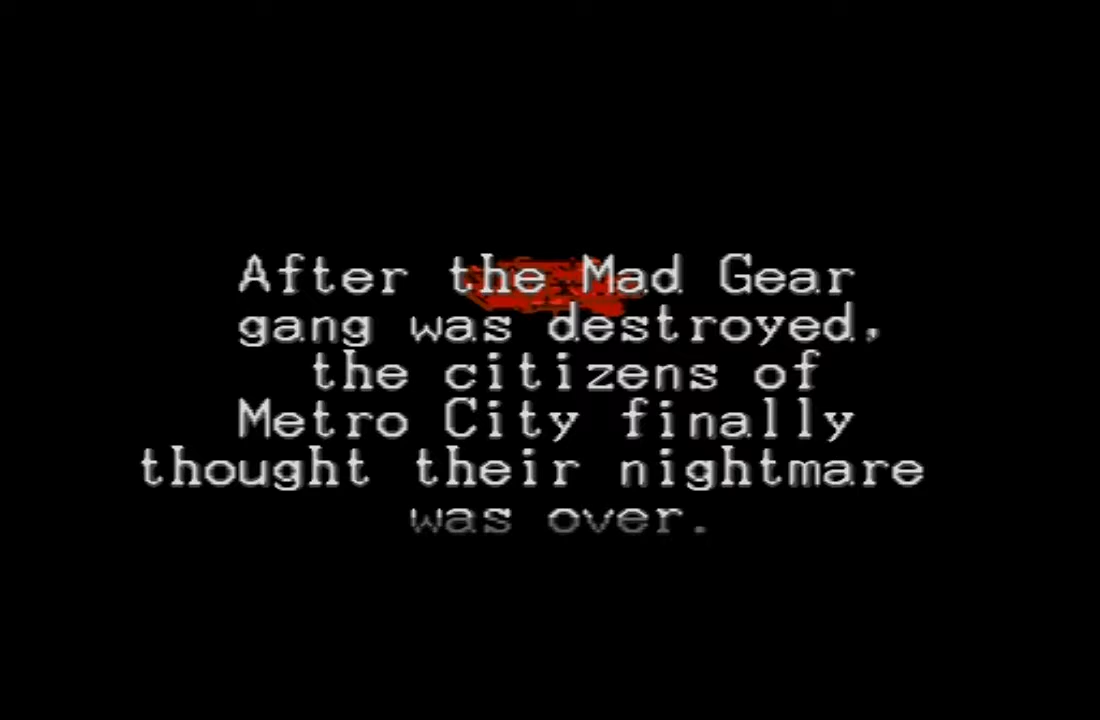 After the Mad Gear
gang was destroyed,
the citizens of
Metro City finally
thought their nightmare
was over.